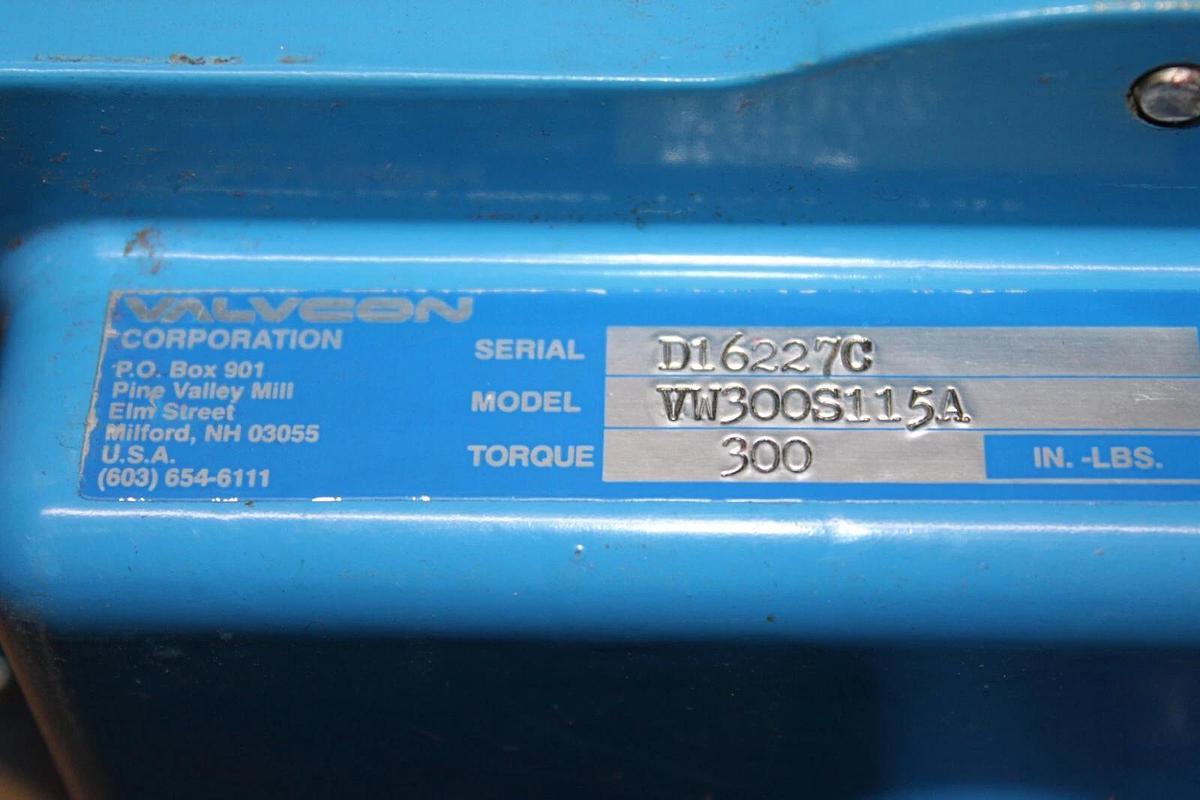 VALVCON
CORPORATION
P.O. Box 901
Pine Valley Mill
Elm Street
Milford, NH 03055
U.S.A.
(603) 654-6111
SERIAL D16227C
MODEL VW300S115A
TORQUE 300 IN. -LBS.